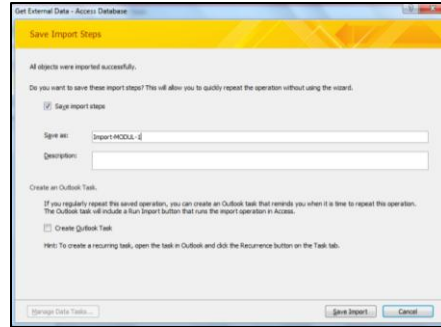 Get External Data - Access Database
Save Import Steps
All objects were imported successfully.
Do you want to save these import steps? This will allow you to quickly repeat the operation without using the wizard.
Save import steps
Save as:
Import-MODUL-1
Description:
Create an Outlook Task.
If you regularly repeat this saved operation, you can create an Outlook task that reminds you when it is time to repeat this operation.
The Outlook task will include a Run Import button that runs the import operation in Access.
Create Outlook Task
Hint: To create a recurring task, open the task in Outlook and click the Recurrence button on the Task tab.
Manage Data Tasks...
Save Import
Cancel